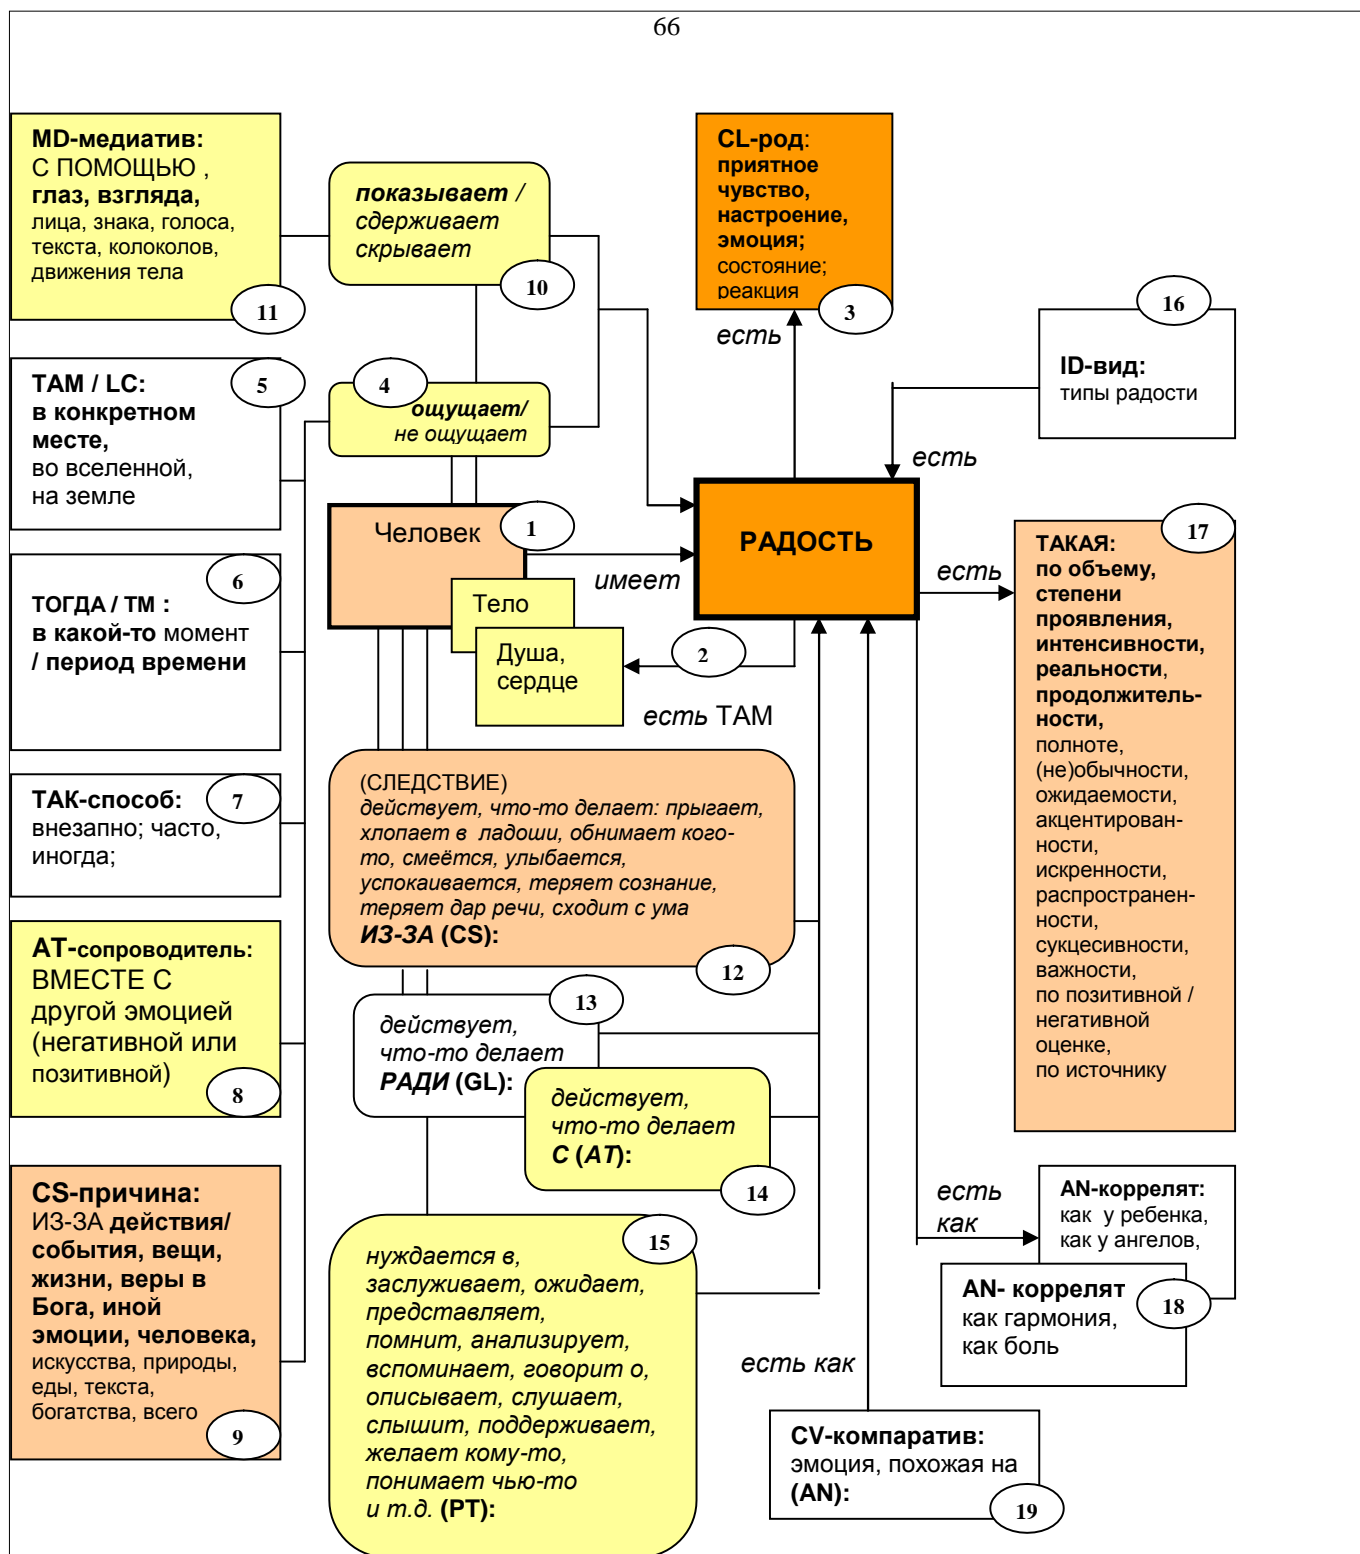 66
MD-медиатив:
С ПОМОЩЬЮ ,
глаз, взгляда,
лица, знака, голоса,
текста, колоколов,
движения тела
11
показывает /
сдерживает
скрывает
10
CL-род:
приятное
чувство,
настроение,
эмоция;
состояние;
реакция
3
есть
16
ID-вид:
типы радости
есть
ТАМ / LC:
в конкретном
месте,
во вселенной,
на земле
5
4
ощущает/
не ощущает
Человек
1
имеет
РАДОСТЬ
есть
Тело
Душа,
сердце
2
есть ТАМ
17
ТАКАЯ:
по объему,
степени
проявления,
интенсивности,
реальности,
продолжитель-
ности,
полноте,
(не)обычности,
ожидаемости,
акцентирован-
ности,
искренности,
распространен-
ности,
сукцесивности,
важности,
по позитивной /
негативной
оценке,
по источнику
6
ТОГДА / ТМ :
в какой-то момент
/ период времени
ТАК-способ:
внезапно; часто,
иногда;
7
(СЛЕДСТВИЕ)
действует, что-то делает: прыгает,
хлопает в ладоши, обнимает кого-
то, смеётся, улыбается,
успокаивается, теряет сознание,
теряет дар речи, сходит с ума
ИЗ-ЗА (CS):
12
АТ-сопроводитель:
ВМЕСТЕ С
другой эмоцией
(негативной или
позитивной)
8
13
действует,
что-то делает
РАДИ (GL):
действует,
что-то делает
С (АТ):
14
CS-причина:
ИЗ-ЗА действия/
события, вещи,
жизни, веры в
Бога, иной
эмоции, человека,
искусства, природы,
еды, текста,
богатства, всего
9
15
нуждается в,
заслуживает, ожидает,
представляет,
помнит, анализирует,
вспоминает, говорит о,
описывает, слушает,
слышит, поддерживает,
желает кому-то,
понимает чью-то
и т.д. (РТ):
есть
как
AN-коррелят:
как у ребенка,
как у ангелов,
AN- коррелят
как гармония,
как боль
18
есть как
CV-компаратив:
эмоция, похожая на
(AN):
19